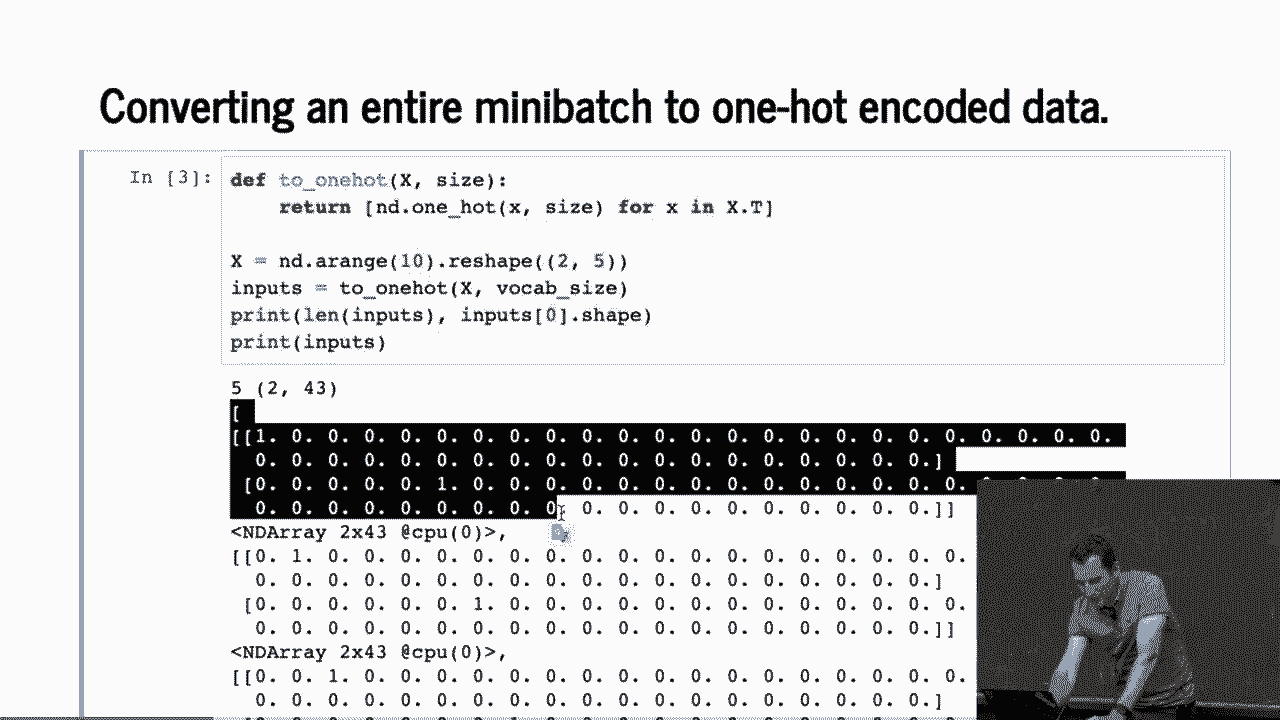 Converting an entire minibatch to one-hot encoded data.
In [3]:
def to_onehot(X, size):
    return [nd.one_hot(x, size) for x in X.T]
X = nd.arange(10).reshape((2, 5))
inputs = to_onehot(X, vocab_size)
print(len(inputs), inputs[0].shape)
print(inputs)
5 (2, 43)
[
[[1. 0. 0. 0. 0. 0. 0. 0. 0. 0. 0. 0. 0. 0. 0. 0. 0. 0. 0. 0. 0. 0. 0. 0.
  0. 0. 0. 0. 0. 0. 0. 0. 0. 0. 0. 0. 0. 0. 0. 0. 0. 0. 0.]
 [0. 0. 0. 0. 0. 1. 0. 0. 0. 0. 0. 0. 0. 0. 0. 0. 0. 0. 0. 0.
  0. 0. 0. 0. 0. 0. 0. 0. 0. 0. 0. 0. 0. 0. 0. 0. 0. 0. 0.]]
<NDArray 2x43 @cpu(0)>,
[[0. 1. 0. 0. 0. 0. 0. 0. 0. 0. 0. 0. 0. 0. 0. 0. 0. 0. 0. 0.
  0. 0. 0. 0. 0. 0. 0. 0. 0. 0. 0. 0. 0. 0. 0. 0. 0. 0. 0.]
 [0. 0. 0. 0. 0. 0. 1. 0. 0. 0. 0. 0. 0. 0. 0. 0. 0. 0. 0. 0.
  0. 0. 0. 0. 0. 0. 0. 0. 0. 0. 0. 0. 0. 0. 0. 0. 0. 0. 0.]]
<NDArray 2x43 @cpu(0)>,
[[0. 0. 1. 0. 0. 0. 0. 0. 0. 0. 0. 0. 0. 0. 0. 0. 0. 0. 0. 0.
  0. 0. 0. 0. 0. 0. 0. 0. 0. 0. 0. 0. 0. 0. 0. 0. 0. 0. 0.]